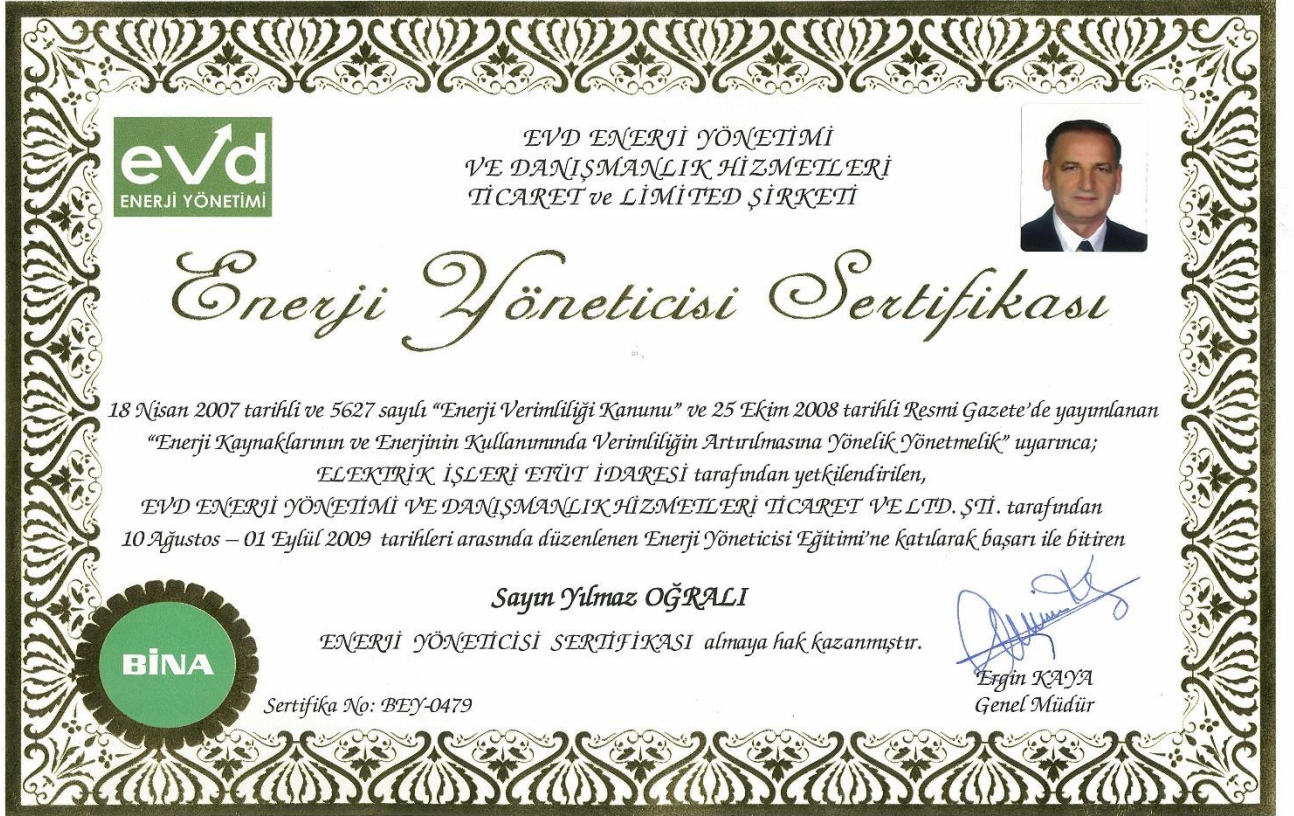 evd
ENERJİ YÖNETİMİ
EVD ENERJİ YÖNETİMİ
VE DANIŞMANLIK HİZMETLERİ
TİCARET ve LİMİTED ŞİRKETİ
Enerji Yöneticisi Sertifikası
18 Nisan 2007 tarihli ve 5627 sayılı “Enerji Verimliliği Kanunu” ve 25 Ekim 2008 tarihli Resmi Gazete’de yayımlanan
“Enerji Kaynaklarının ve Enerjinin Kullanımında Verimliliğin Artırılmasına Yönelik Yönetmelik” uyarınca;
ELEKTRİK İŞLERİ ETÜT İDARESİ tarafından yetkilendirilen,
EVD ENERJİ YÖNETİMİ VE DANIŞMANLIK HİZMETLERİ TİCARET VE LTD. ŞTİ. tarafından
10 Ağustos – 01 Eylül 2009 tarihleri arasında düzenlenen Enerji Yöneticisi Eğitimi’ne katılarak başarı ile bitiren
Sayın Yılmaz OĞRALI
ENERJİ YÖNETİCİSİ SERTİFİKASI almaya hak kazanmıştır.
BİNA
Sertifika No: BEY-0479
Ergin KAYA
Genel Müdür